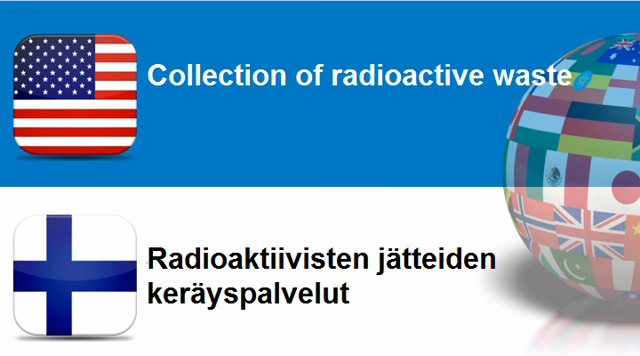 Collection of radioactive waste
Radioaktiivisten jätteiden
keräyspalvelut